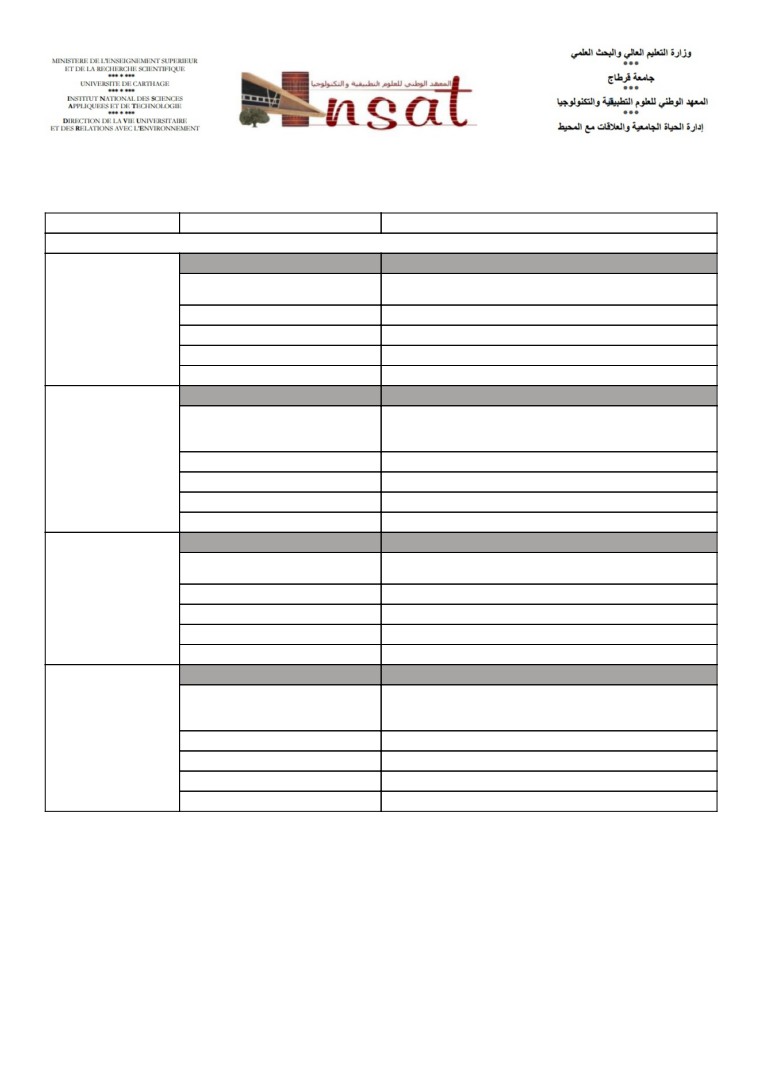 MINISTERE DE L'ENSEIGNEMENT SUPERIEUR
ET DE LA RECHERCHE SCIENTIFIQUE
*** * ***
UNIVERSITE DE CARTHAGE
*** * ***
INSTITUT NATIONAL DES SCIENCES
APPLIQUÉES ET DE TECHNOLOGIE
*** * ***
DIRECTION DE LA VIE UNIVERSITAIRE
ET DES RELATIONS AVEC L'ENVIRONNEMENT
المعهد الوطني للعلوم التطبيقية والتكنولوجيا
insat
وزارة التعليم العالي والبحث العلمي
***
جامعة قرطاج
***
المعهد الوطني للعلوم التطبيقية والتكنولوجيا
***
إدارة الحياة الجامعية والعلاقات مع المحيط